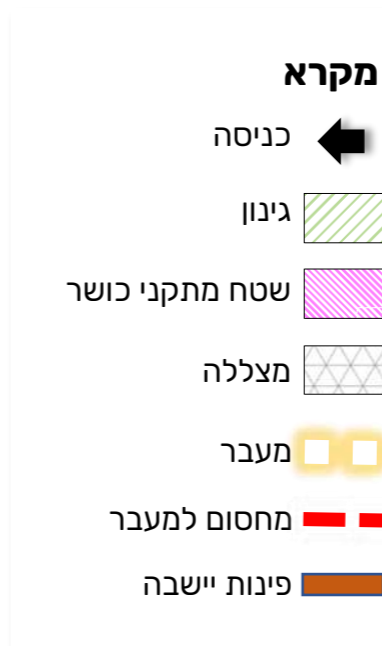 מקרא
כניסה
גינון
שטח מתקני כושר
מצללה
מעבר
מחסום למעבר
פינות יישבה